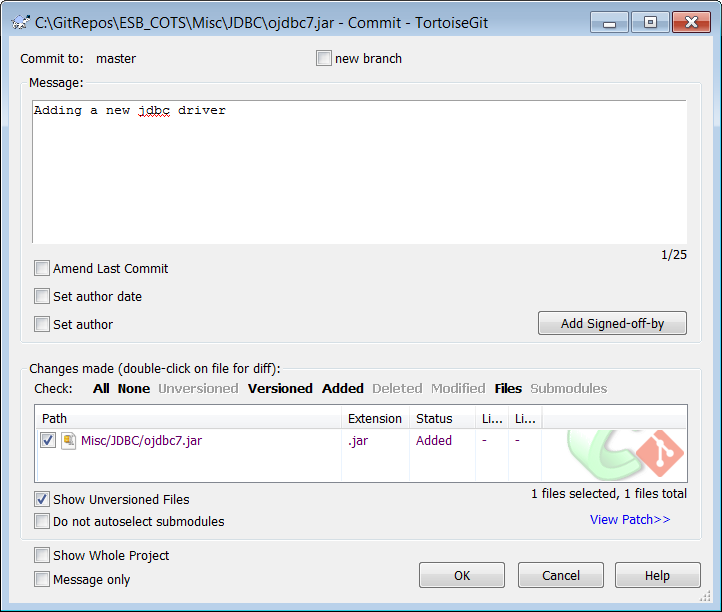 C:\GitRepos\ESB_COTS\Misc\JDBC\ojdbc7.jar - Commit - TortoiseGit
Commit to: master new branch
Message:
Adding a new jdbc driver
1/25
Amend Last Commit
Set author date
Set author Add Signed-off-by
Changes made (double-click on file for diff):
Check: All None Unversioned Versioned Added Deleted Modified Files Submodules
Path Extension Status Li... Li...
Misc/JDBC/ojdbc7.jar .jar Added - -
Show Unversioned Files 1 files selected, 1 files total
Do not autoselect submodules View Patch>>
Show Whole Project
Message only OK Cancel Help